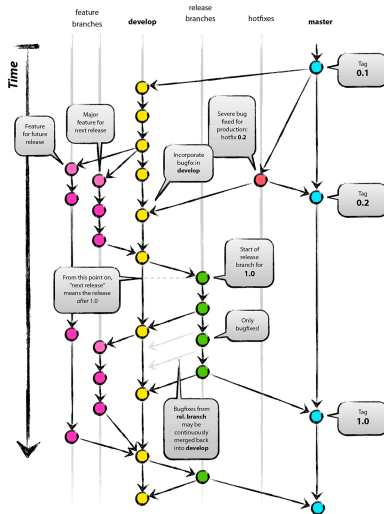 feature
branches
develop
release
branches
hotfixes
master
Time
Tag
0.1
Major
feature for
next release
Feature
for future
release
Severe bug
fixed for
production:
hotfix 0.2
Incorporate
bugfix in
develop
Tag
0.2
Start of
release
branch for
1.0
From this point on,
"next release"
means the release
after 1.0
Only
bugfixes!
Tag
1.0
Bugfixes from
rel. branch
may be
continuously
merged back
into develop